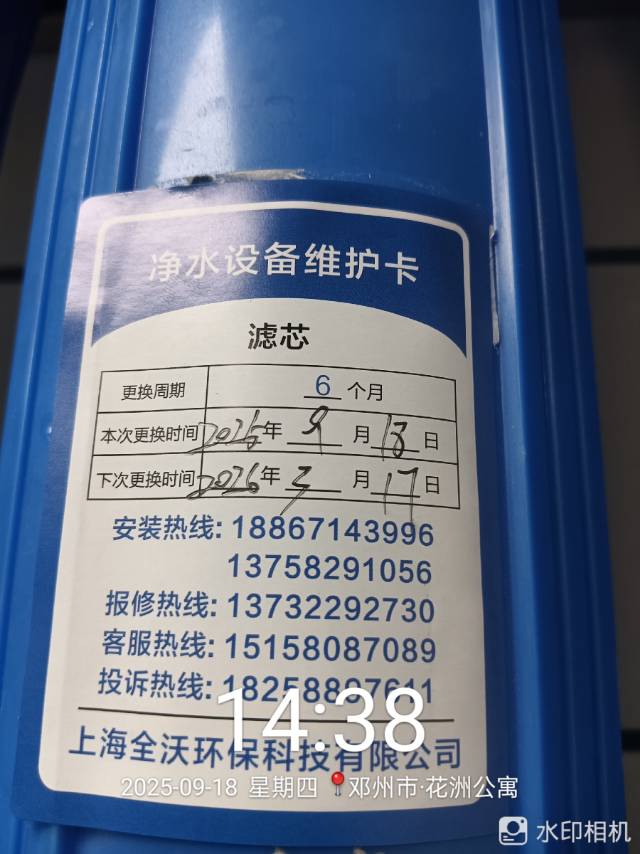 净水设备维护卡
滤芯
更换周期 6 个月
本次更换时间 2025年 9 月 18 日
下次更换时间 2026年 3 月 17 日
安装热线: 18867143996
13758291056
报修热线: 13732292730
客服热线: 15158087089
投诉热线: 18258897611
14:38
上海全沃环保科技有限公司
2025-09-18 星期四 邓州市·花洲公寓
水印相机